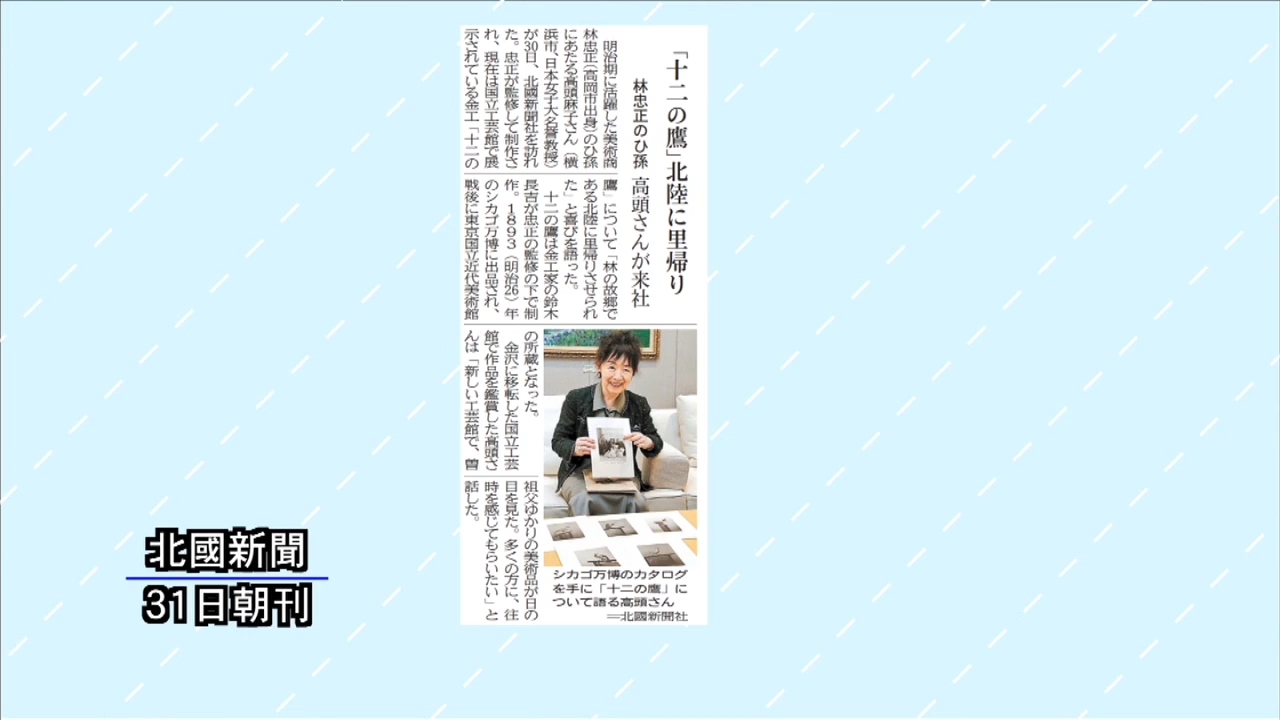 「十二の鷹」北陸に里帰り
林忠正のひ孫 高頭さんが来社
明治期に活躍した美術商
林忠正(高岡市出身)のひ孫
にあたる高頭麻子さん(横
浜市、日本女子大名誉教授)
が30日、北國新聞社を訪れ
た。忠正が監修して制作さ
れ、現在は国立工芸館で展
示されている金工「十二の
鷹」について「林の故郷で
ある北陸に里帰りさせられ
た」と喜びを語った。
十二の鷹は金工家の鈴木
長吉が忠正の監修の下で制
作。1893(明治26)年
のシカゴ万博に出品され、
戦後に東京国立近代美術館
の所蔵となった。
金沢に移転した国立工芸
館で作品を鑑賞した高頭さ
んは「新しい工芸館で、曽
祖父ゆかりの美術品が日の
目を見た。多くの方に、往
時を感じてもらいたい」と
話した。
シカゴ万博のカタログ
を手に「十二の鷹」に
ついて語る高頭さん
=北國新聞社
北國新聞
31日朝刊